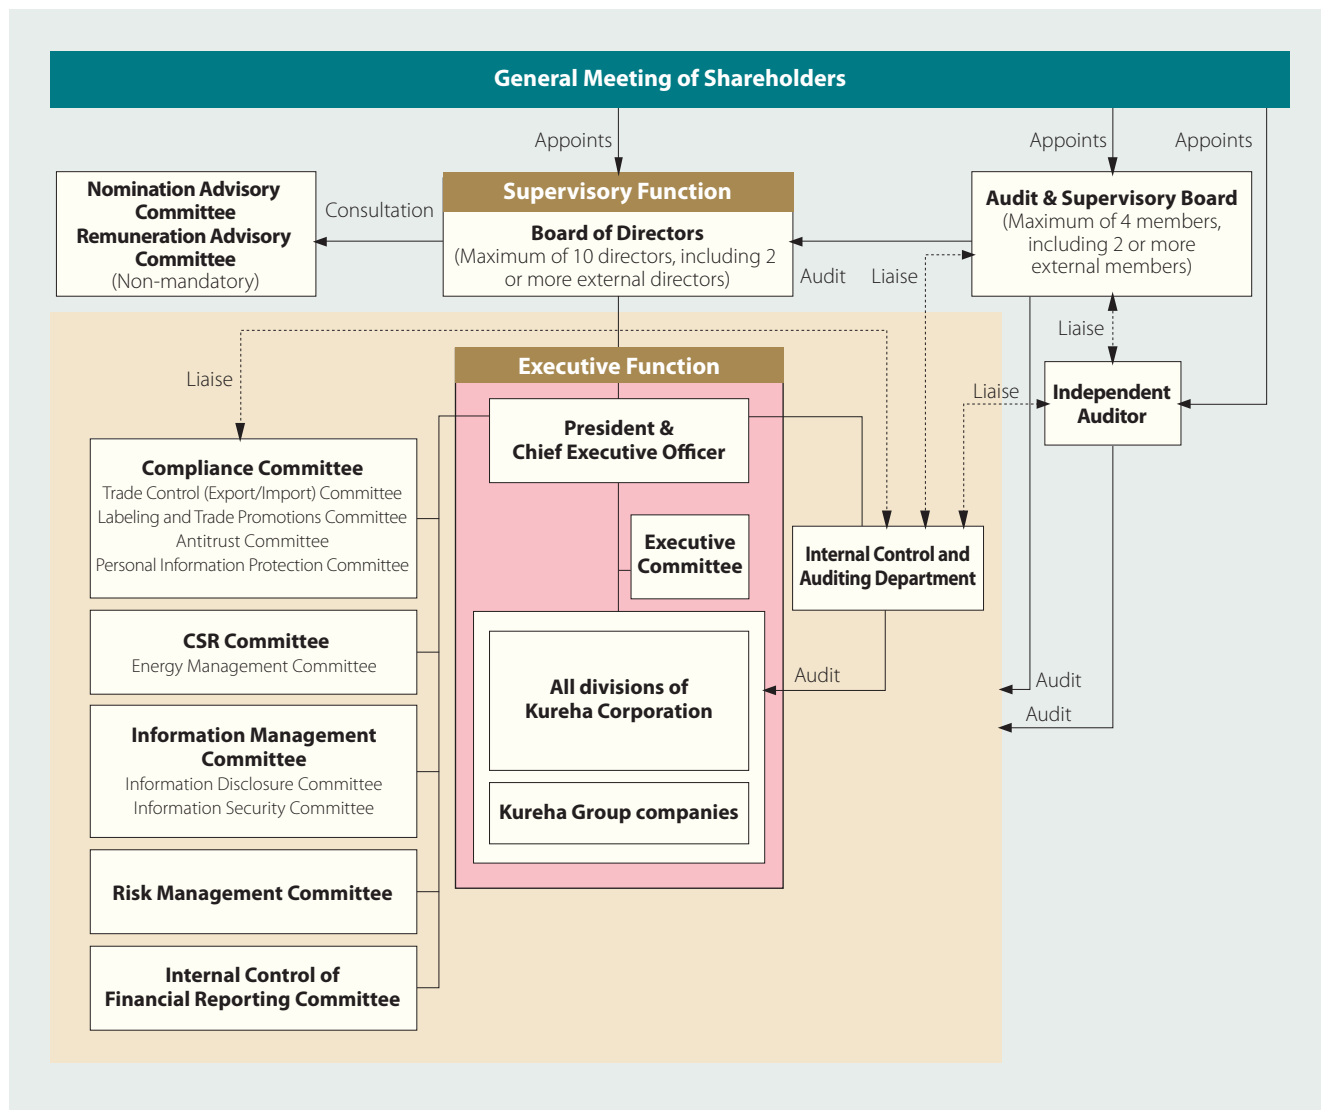 General Meeting of Shareholders
Appoints
Appoints
Appoints
Nomination Advisory
Committee
Remuneration Advisory
Committee
(Non-mandatory)
Consultation
Supervisory Function
Board of Directors
(Maximum of 10 directors, including 2
or more external directors)
Audit
Liaise
Audit & Supervisory Board
(Maximum of 4 members,
including 2 or more
external members)
Liaise
Liaise
Executive Function
Liaise
Independent
Auditor
President &
Chief Executive Officer
Compliance Committee
Trade Control (Export/Import) Committee
Labeling and Trade Promotions Committee
Antitrust Committee
Personal Information Protection Committee
Executive
Committee
Internal Control and
Auditing Department
CSR Committee
Energy Management Committee
All divisions of
Kureha Corporation
Audit
Audit
Audit
Information Management
Committee
Information Disclosure Committee
Information Security Committee
Kureha Group companies
Risk Management Committee
Internal Control of
Financial Reporting Committee